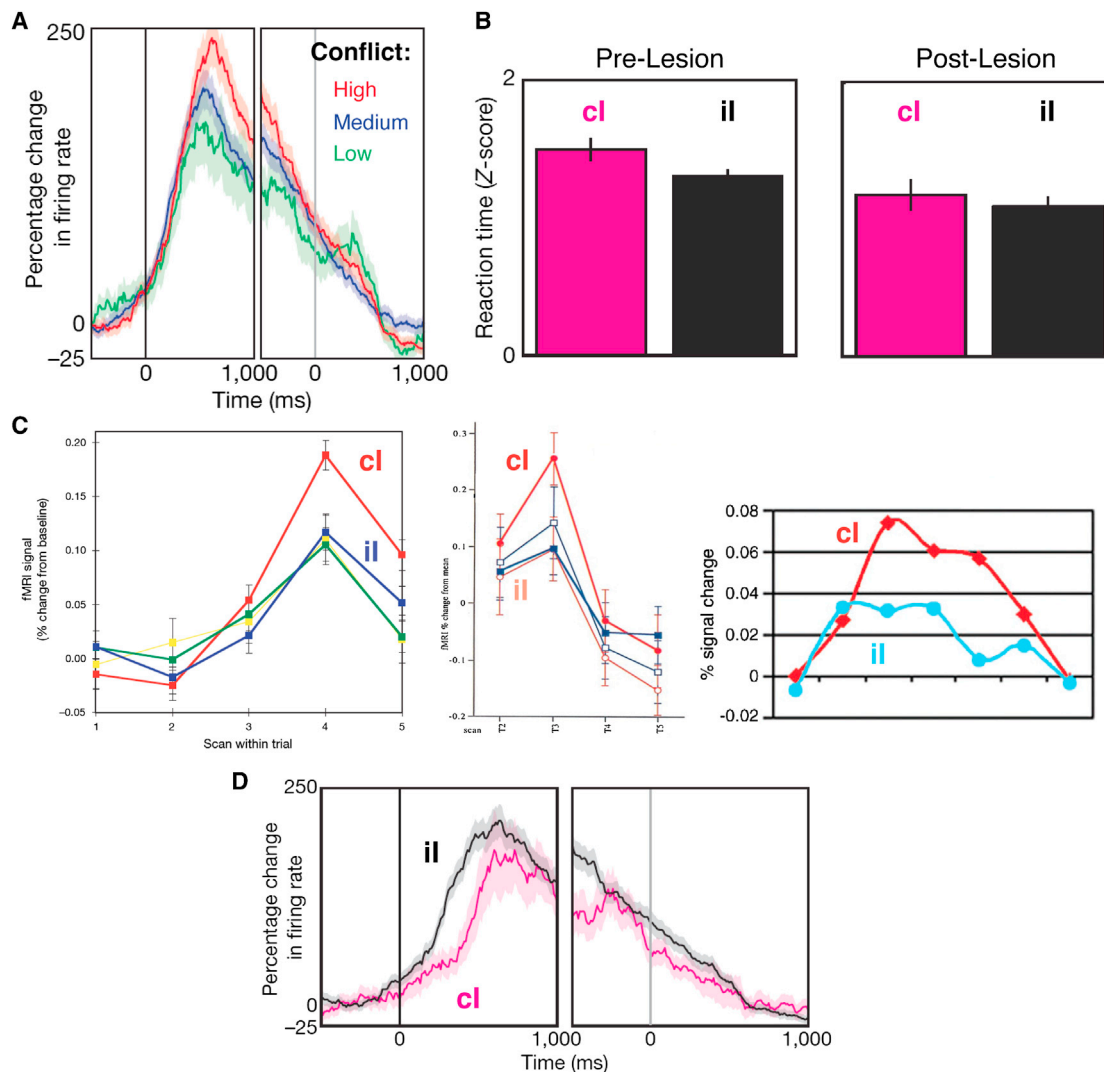 A
250
Conflict:
High
Medium
Low
Percentage change
in firing rate
0
−25
0
1,000
0
1,000
Time (ms)
B
Pre-Lesion
Post-Lesion
2
cl
il
cl
il
Reaction time (Z-score)
0
C
0.20
0.15
0.10
0.05
0.00
−0.05
fMRI signal
(% change from baseline)
cl
il
1
2
3
4
5
Scan within trial
0.3
0.2
0.1
0
-0.1
-0.2
fMRI % change from mean
cl
il
scan
T2
T3
T4
T5
0.08
0.06
0.04
0.02
0
-0.02
% signal change
cl
il
D
250
Percentage change
in firing rate
0
−25
il
cl
0
1,000
0
1,000
Time (ms)